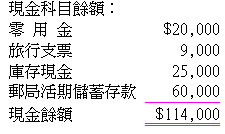 現金科目餘額：
零 用 金 $20,000
旅行支票 9,000
庫存現金 25,000
郵局活期儲蓄存款 60,000
現金餘額 $114,000